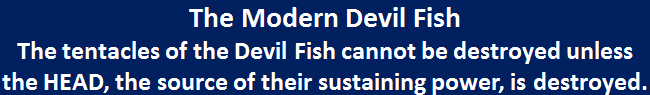 The Modern Devil Fish
The tentacles of the Devil Fish cannot be destroyed unless
the HEAD, the source of their sustaining power, is destroyed.